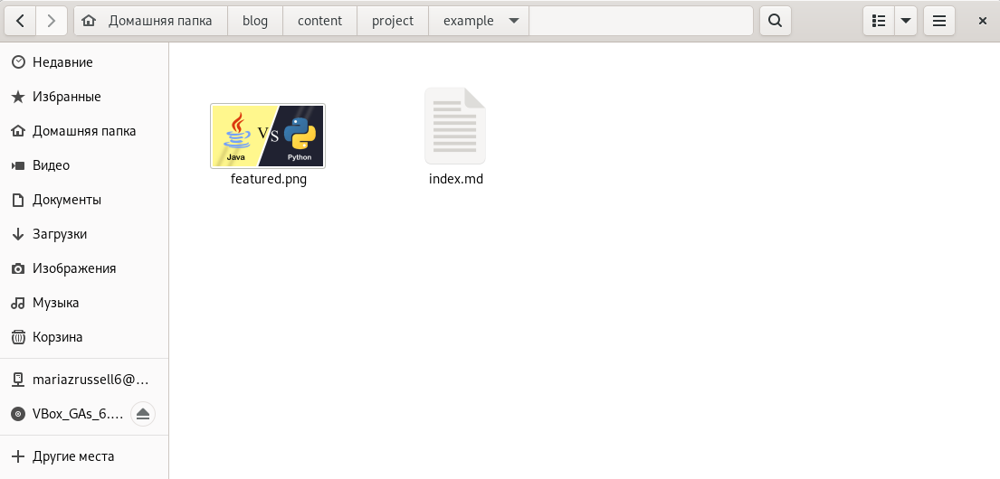 Домашняя папка blog content project example
Недавние
Избранные
Домашняя папка
Видео
Документы
Загрузки
Изображения
Музыка
Корзина
mariazrussell6@...
VBox_GAs_6....
Другие места
VS
Java Python
featured.png
index.md